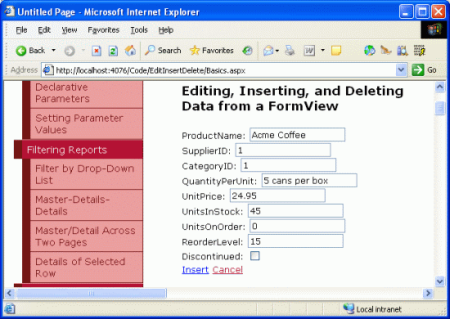 Untitled Page - Microsoft Internet Explorer
File Edit View Favorites Tools Help
Back Search Favorites
Address http://localhost:4076/Code/EditInsertDelete/Basics.aspx Go
Declarative
Parameters
Setting Parameter
Values
Filtering Reports
Filter by Drop-Down
List
Master-Details-
Details
Master/Detail Across
Two Pages
Details of Selected
Row
Editing, Inserting, and Deleting
Data from a FormView
ProductName: Acme Coffee
SupplierID: 1
CategoryID: 1
QuantityPerUnit: 5 cans per box
UnitPrice: 24.95
UnitsInStock: 45
UnitsOnOrder: 0
ReorderLevel: 15
Discontinued:
Insert Cancel
Local intranet